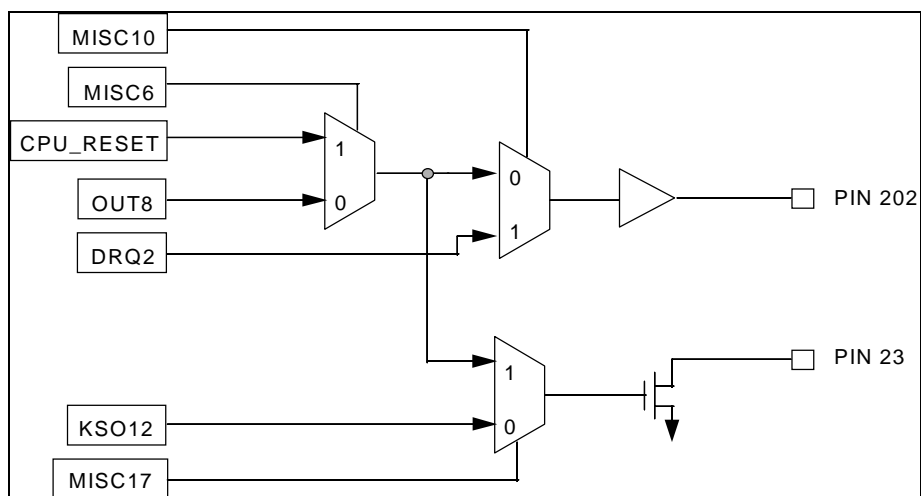 MISC10
MISC6
CPU_RESET
1
0
OUT8
0
PIN 202
DRQ2
1
PIN 23
1
KSO12
0
MISC17